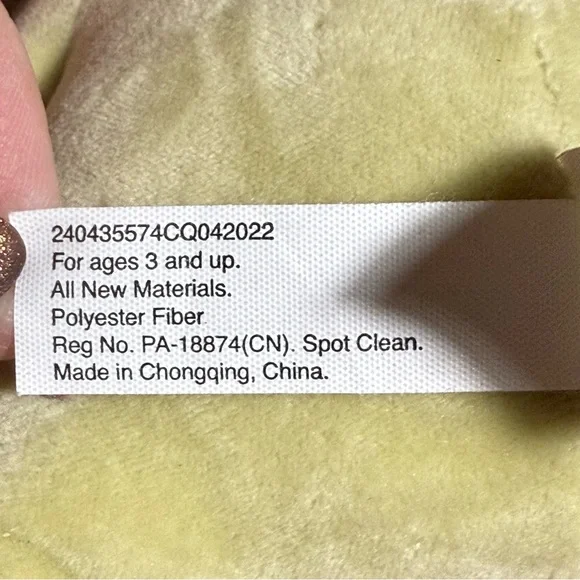 240435574CQ042022
For ages 3 and up.
All New Materials.
Polyester Fiber
Reg No. PA-18874(CN). Spot Clean.
Made in Chongqing, China.